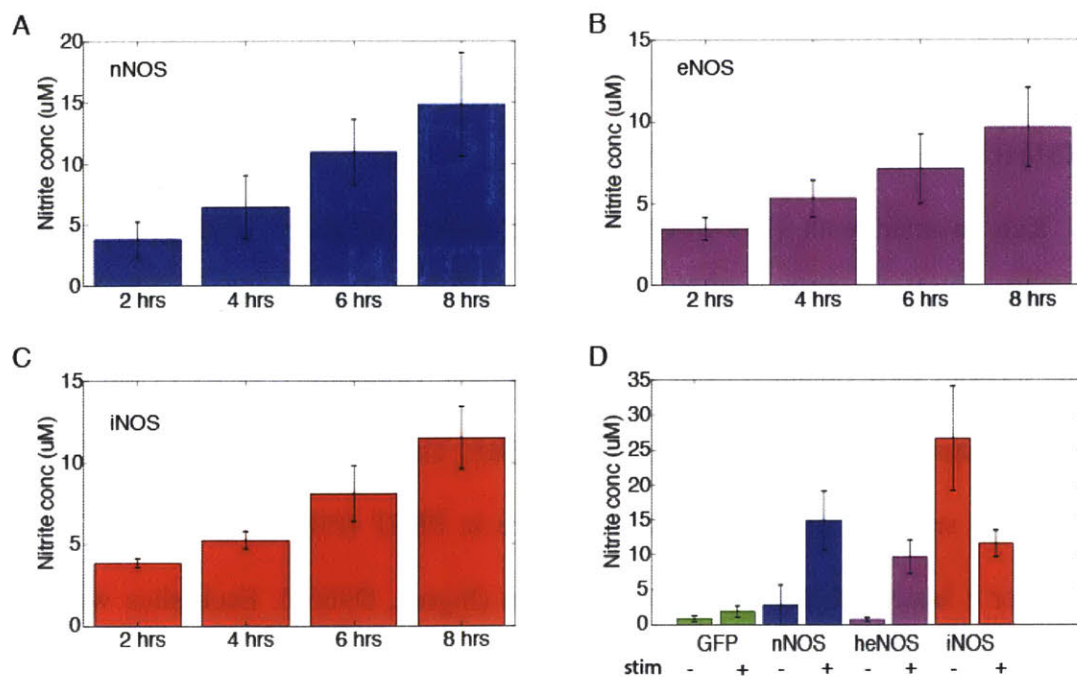 A
nNOS
Nitrite conc (uM)
20
15
10
5
0
2 hrs 4 hrs 6 hrs 8 hrs
B
eNOS
Nitrite conc (uM)
15
10
5
0
2 hrs 4 hrs 6 hrs 8 hrs
C
iNOS
Nitrite conc (uM)
15
10
5
0
2 hrs 4 hrs 6 hrs 8 hrs
D
Nitrite conc (uM)
35
30
25
20
15
10
5
0
GFP nNOS heNOS iNOS
stim - + - + - + - +